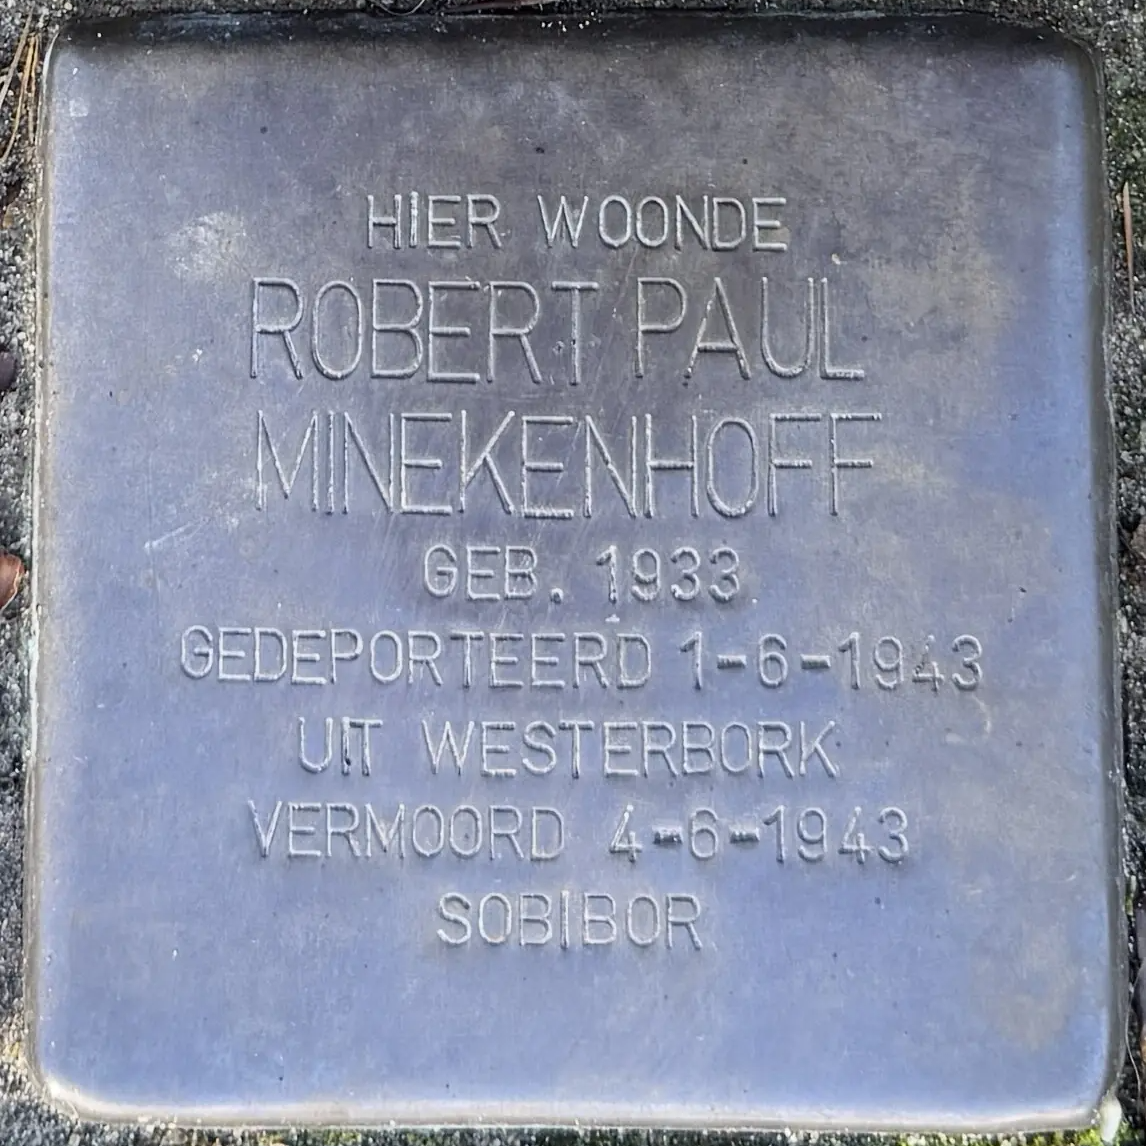 HIER WOONDE
ROBERT PAUL
MINEKENHOFF
GEB. 1933
GEDEPORTEERD 1-6-1943
UIT WESTERBORK
VERMOORD 4-6-1943
SOBIBOR